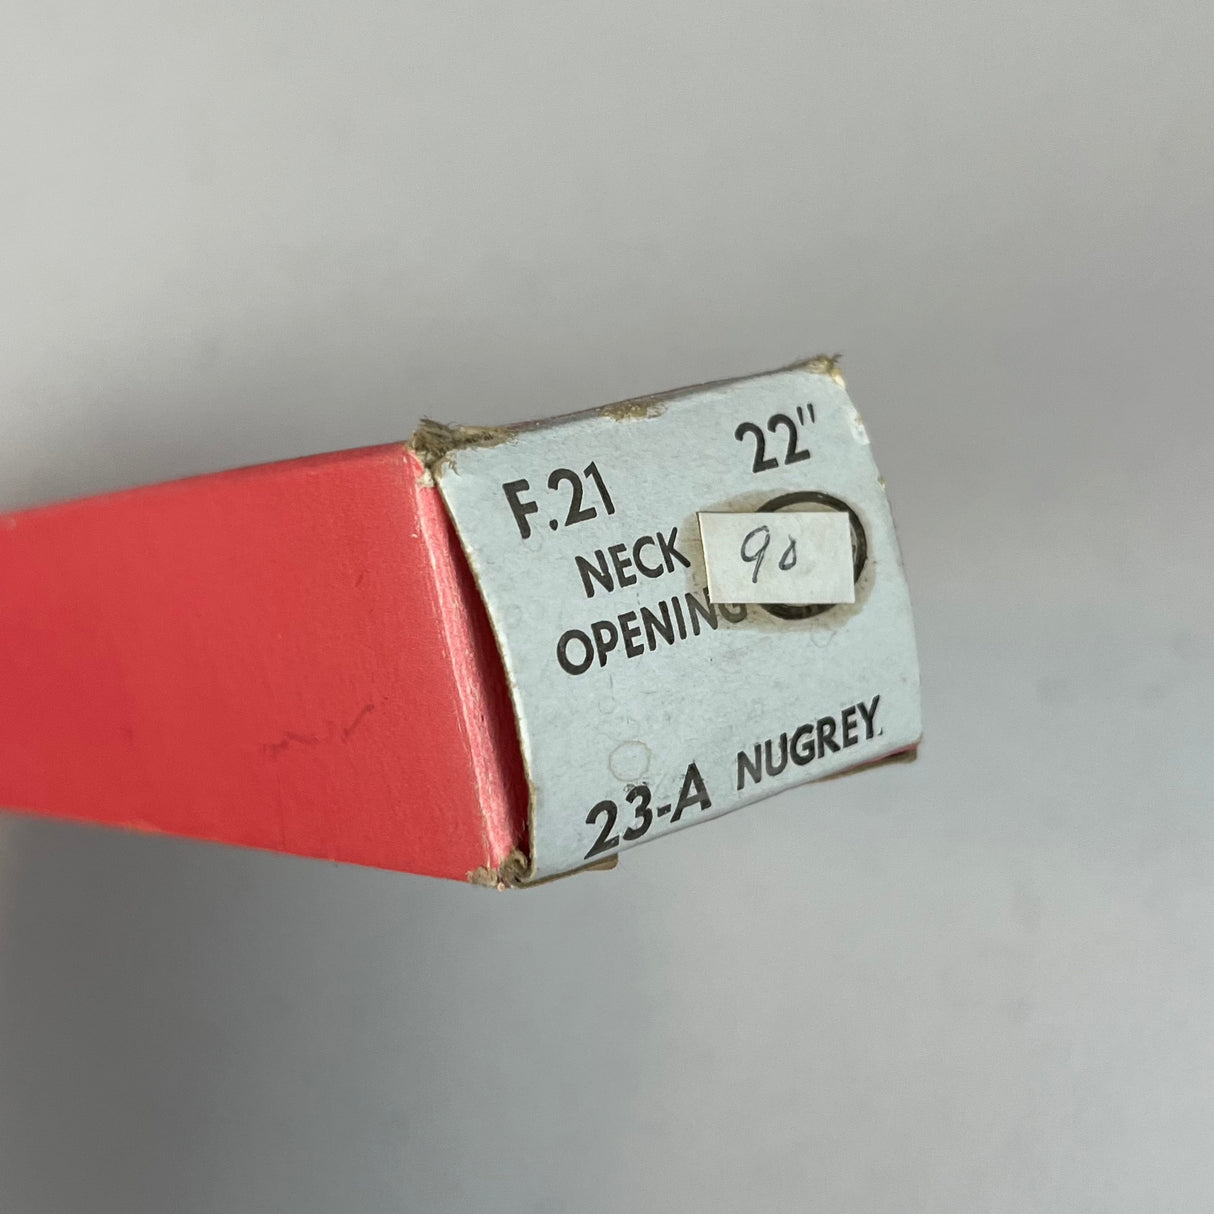 F.21 22"
NECK
OPENING
90
23-A NUGREY.